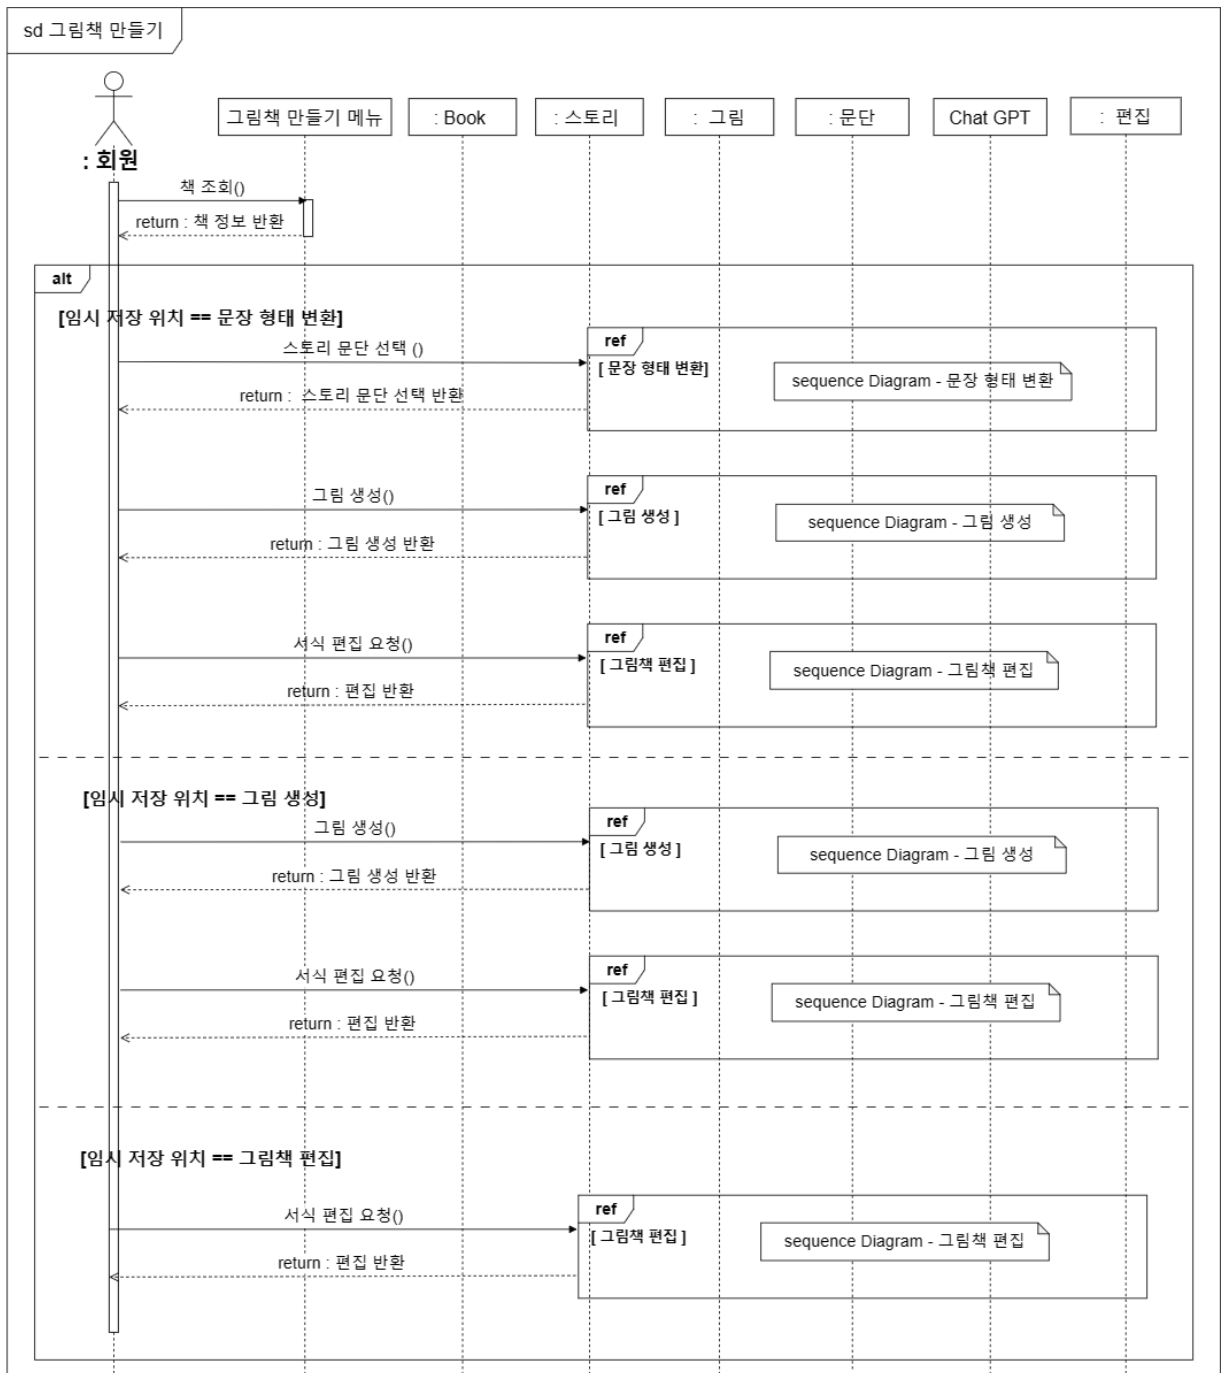 sd 그림책 만들기
: 회원
그림책 만들기 메뉴
: Book
: 스토리
: 그림
: 문단
Chat GPT
: 편집
책 조회()
return : 책 정보 반환
alt
[임시 저장 위치 == 문장 형태 변환]
스토리 문단 선택 ()
return : 스토리 문단 선택 반환
ref
[ 문장 형태 변환]
sequence Diagram - 문장 형태 변환
그림 생성()
return : 그림 생성 반환
ref
[ 그림 생성 ]
sequence Diagram - 그림 생성
서식 편집 요청()
return : 편집 반환
ref
[ 그림책 편집 ]
sequence Diagram - 그림책 편집
[임시 저장 위치 == 그림 생성]
그림 생성()
return : 그림 생성 반환
ref
[ 그림 생성 ]
sequence Diagram - 그림 생성
서식 편집 요청()
return : 편집 반환
ref
[ 그림책 편집 ]
sequence Diagram - 그림책 편집
[임시 저장 위치 == 그림책 편집]
서식 편집 요청()
return : 편집 반환
ref
[ 그림책 편집 ]
sequence Diagram - 그림책 편집